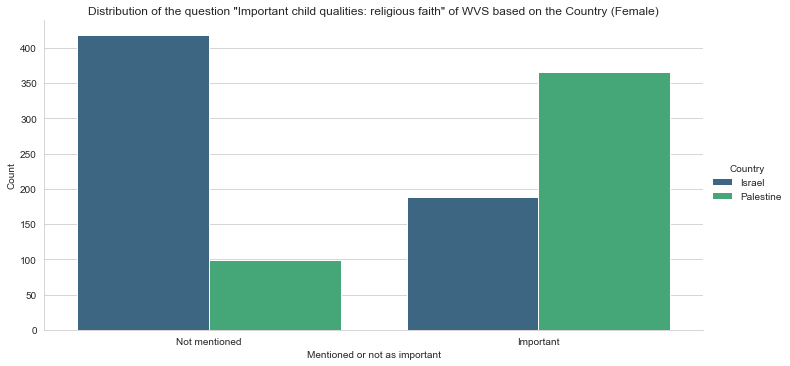 Distribution of the question "Important child qualities: religious faith" of WVS based on the Country (Female)
400
350
300
250
200
150
100
50
0
Count
Not mentioned
Important
Mentioned or not as important
Country
Israel
Palestine